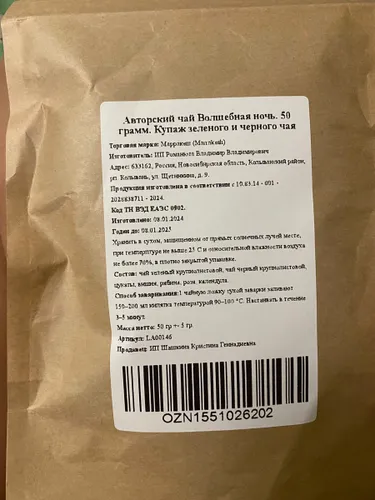 Авторский чай Волшебная ночь. 50
грамм. Купаж зеленого и черного чая
Торговая марка: Марракеш (Marrakesh)
Изготовитель: ИП Владимир Владимирович
Адрес: 633162, Россия, Новосибирская область, Колыванский район,
рп. Колывань, ул. Щетинкина, д. 9.
Продукция изготовлена в соответствии с 10.83.14 - 001 -
2028634711 - 2024.
Код ТН ВЭД ЕАЭС 0902.
Изготовлено: 08.01.2024
Годен до: 08.01.2025
Хранить в сухом, защищенном от прямых солнечных лучей месте,
при температуре не выше 25 С и относительной влажности воздуха
не более 70%, в плотно закрытой упаковке.
Состав: чай зеленый крупнолистовой, чай черный крупнолистовой,
цукаты, вишня, рябина, роза, календула.
Способ заваривания:1 чайную ложку сухой заварки заливают
150-200 мл кипятка температурой 90-100 °С. Настаивать в течение
3-5 минут.
Масса нетто: 50 гр +- 5 гр.
Артикул: LA00146
Продавец: ИП Шашкина Кристина Геннадиевна
OZN1551026202